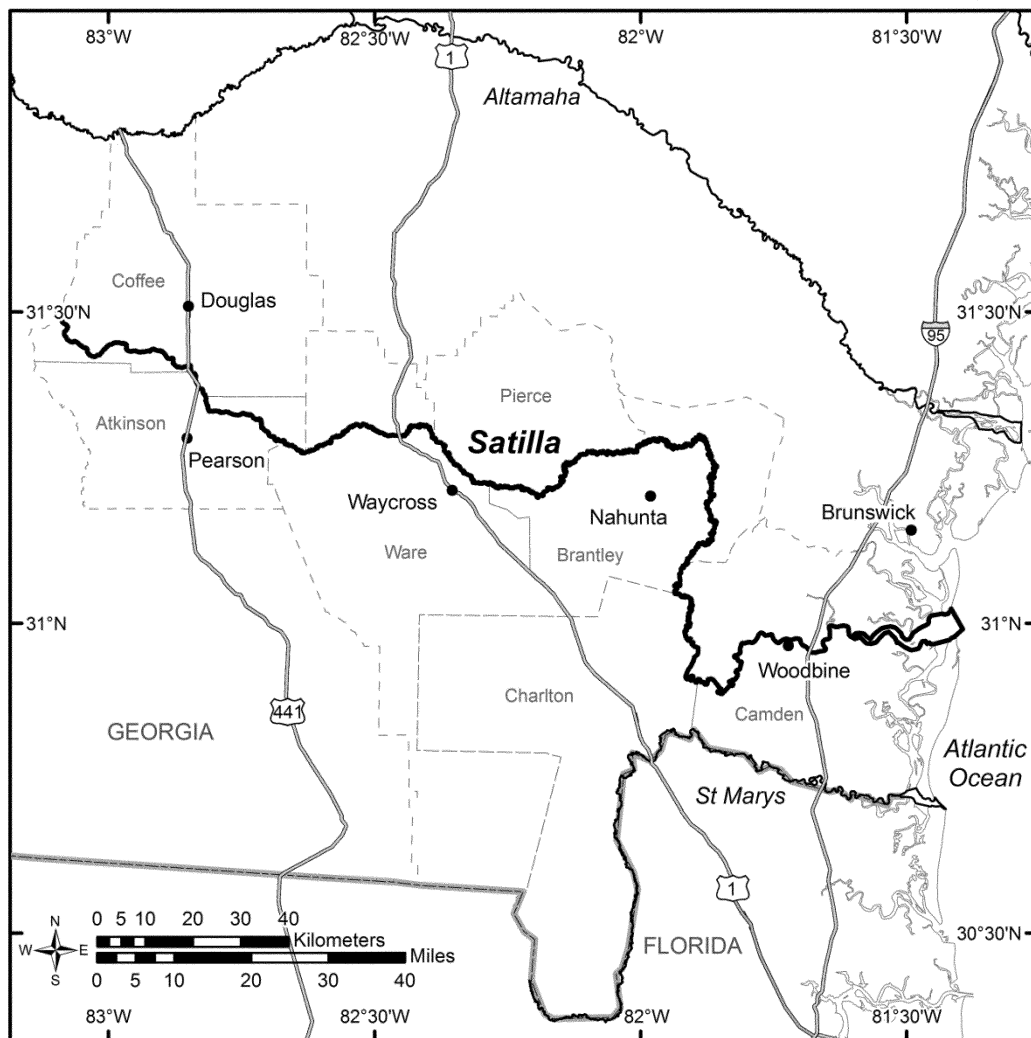 83°W
82°30'W
82°W
81°30'W
1
Altamaha
Coffee
Douglas
31°30'N
31°30'N
95
Pierce
Atkinson
Satilla
Pearson
Waycross
Nahunta
Brunswick
Ware
Brantley
31°N
31°N
Woodbine
Charlton
Camden
441
GEORGIA
Atlantic
Ocean
St Marys
1
N
W E
S
0 5 10 20 30 40
Kilometers
Miles
0 5 10 20 30 40
FLORIDA
30°30'N
83°W
82°30'W
82°W
81°30'W